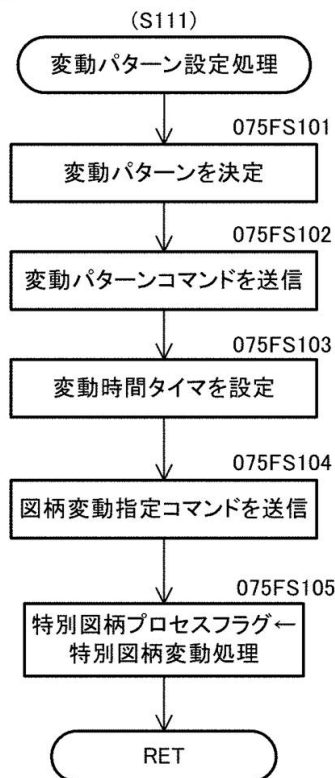 (S111)
変動パターン設定処理
075FS101
変動パターンを決定
075FS102
変動パターンコマンドを送信
075FS103
変動時間タイマを設定
075FS104
図柄変動指定コマンドを送信
075FS105
特別図柄プロセスフラグ←
特別図柄変動処理
RET